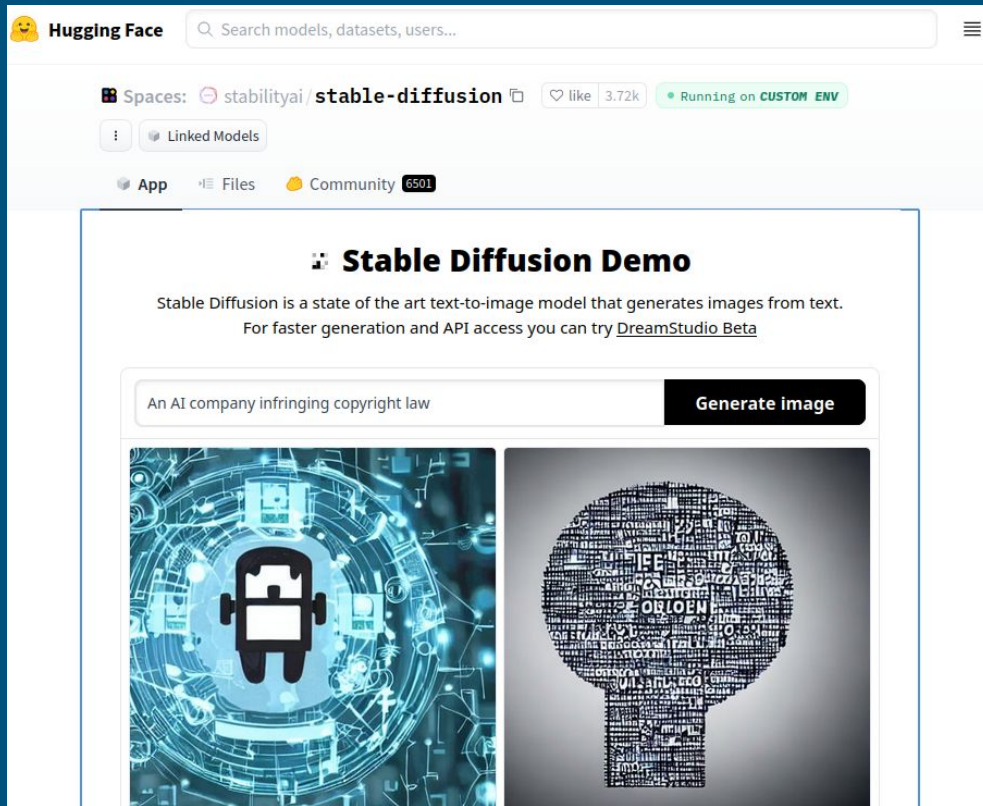 Hugging Face Search models, datasets, users...
Spaces: stabilityai/stable-diffusion like 3.72k Running on CUSTOM ENV
Linked Models
App Files Community 6501
Stable Diffusion Demo
Stable Diffusion is a state of the art text-to-image model that generates images from text.
For faster generation and API access you can try DreamStudio Beta
An AI company infringing copyright law Generate image